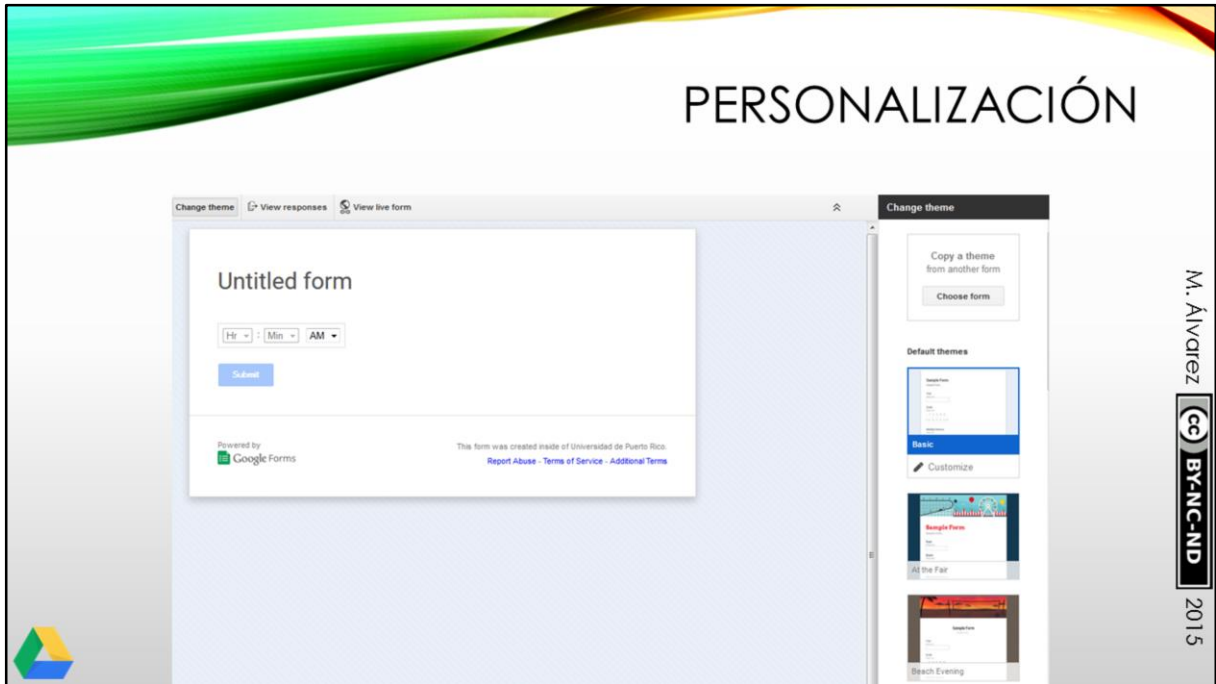 PERSONALIZACIÓN
Change theme View responses View live form
Change theme
Untitled form
Hr : Min AM
Submit
Powered by
Google Forms
This form was created inside of Universidad de Puerto Rico.
Report Abuse - Terms of Service - Additional Terms
Copy a theme
from another form
Choose form
Default themes
Sample Form
Basic
Customize
Sample Form
At the Fair
Sample Form
Beach Evening
M. Álvarez cc BY-NC-ND 2015